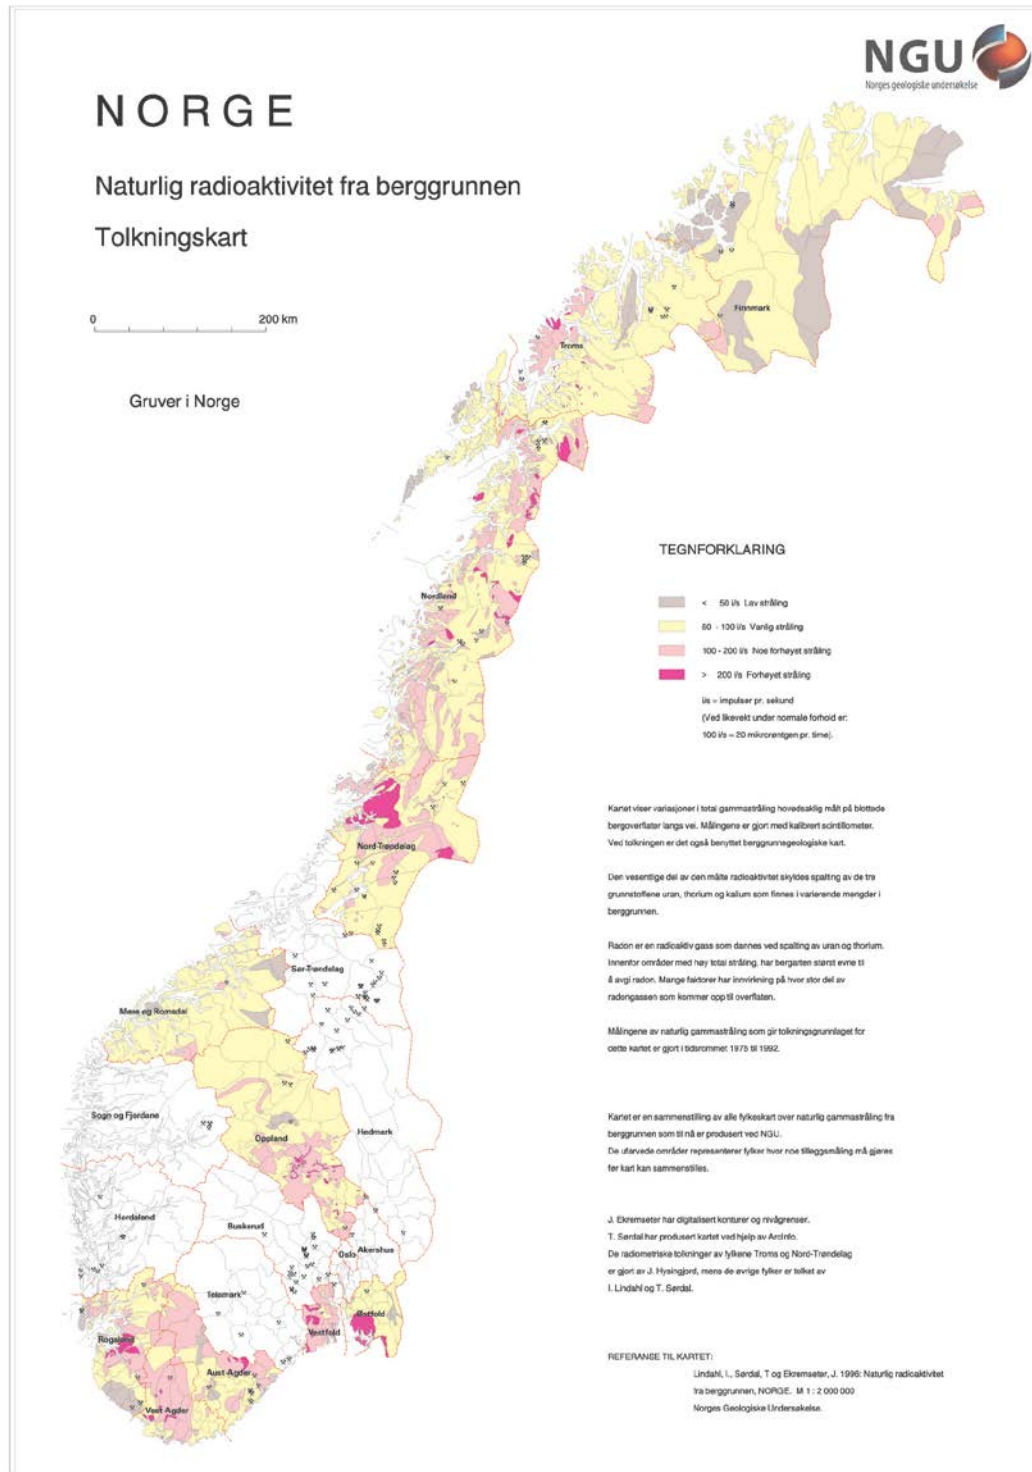 NGU
Norges geologiske undersøkelse
NORGE
Naturlig radioaktivitet fra berggrunnen
Tolkningskart
0 200 km
Gruver i Norge
Finnmark
Troms
Nordland
Nord-Trøndelag
Sør-Trøndelag
Møre og Romsdal
Sogn og Fjordane
Oppland
Hedmark
Hordaland
Buskerud
Oslo
Akershus
Telemark
Østfold
Vestfold
Rogaland
Aust-Agder
Vest-Agder
TEGNFORKLARING
< 50 i/s Lav stråling
50 - 100 i/s Vanlig stråling
100 - 200 i/s Noe forhøyet stråling
> 200 i/s Forhøyet stråling
i/s = impulser pr. sekund
(Ved likevekt under normale forhold er:
100 i/s = 20 mikrorøntgen pr. time).
Kartet viser variasjoner i total gammastråling hovedsaklig målt på blottede
bergoverflater langs vei. Målingene er gjort med kalibrert scintillometer.
Ved tolkningen er det også benyttet berggrunnsgeologiske kart.
Den vesentlige del av den målte radioaktivitet skyldes spalting av de tre
grunnstoffene uran, thorium og kalium som finnes i varierende mengder i
berggrunnen.
Radon er en radioaktiv gass som dannes ved spalting av uran og thorium.
Innenfor områder med høy total stråling, har bergarten størst evne til
å avgi radon. Mange faktorer har innvirkning på hvor stor del av
radongassen som kommer opp til overflaten.
Målingene av naturlig gammastråling som gir tolkningsgrunnlaget for
dette kartet er gjort i tidsrommet 1975 til 1992.
Kartet er en sammenstilling av alle fylkeskart over naturlig gammastråling fra
berggrunnen som til nå er produsert ved NGU.
De ufarvede områder representerer fylker hvor noe tilleggsmåling må gjøres
før kart kan sammenstilles.
J. Ekremsæter har digitalisert konturer og nivågrenser.
T. Sørdal har produsert kartet ved hjelp av ArcInfo.
De radiometriske tolkninger av fylkene Troms og Nord-Trøndelag
er gjort av J. Hysingjord, mens de øvrige fylker er tolket av
I. Lindahl og T. Sørdal.
REFERANSE TIL KARTET:
Lindahl, I., Sørdal, T og Ekremsæter, J. 1996: Naturlig radioaktivitet
fra berggrunnen, NORGE. M 1 : 2 000 000
Norges Geologiske Undersøkelse.